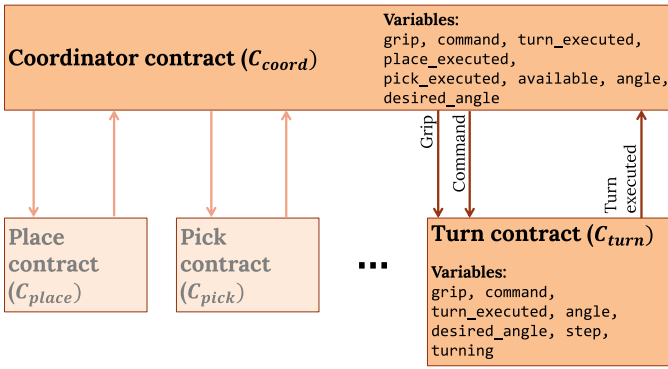 Coordinator contract (C_coord)
Variables:
grip, command, turn_executed,
place_executed,
pick_executed, available, angle,
desired_angle
Grip
Command
Turn
executed
Place
contract
(C_place)
Pick
contract
(C_pick)
...
Turn contract (C_turn)
Variables:
grip, command,
turn_executed, angle,
desired_angle, step,
turning